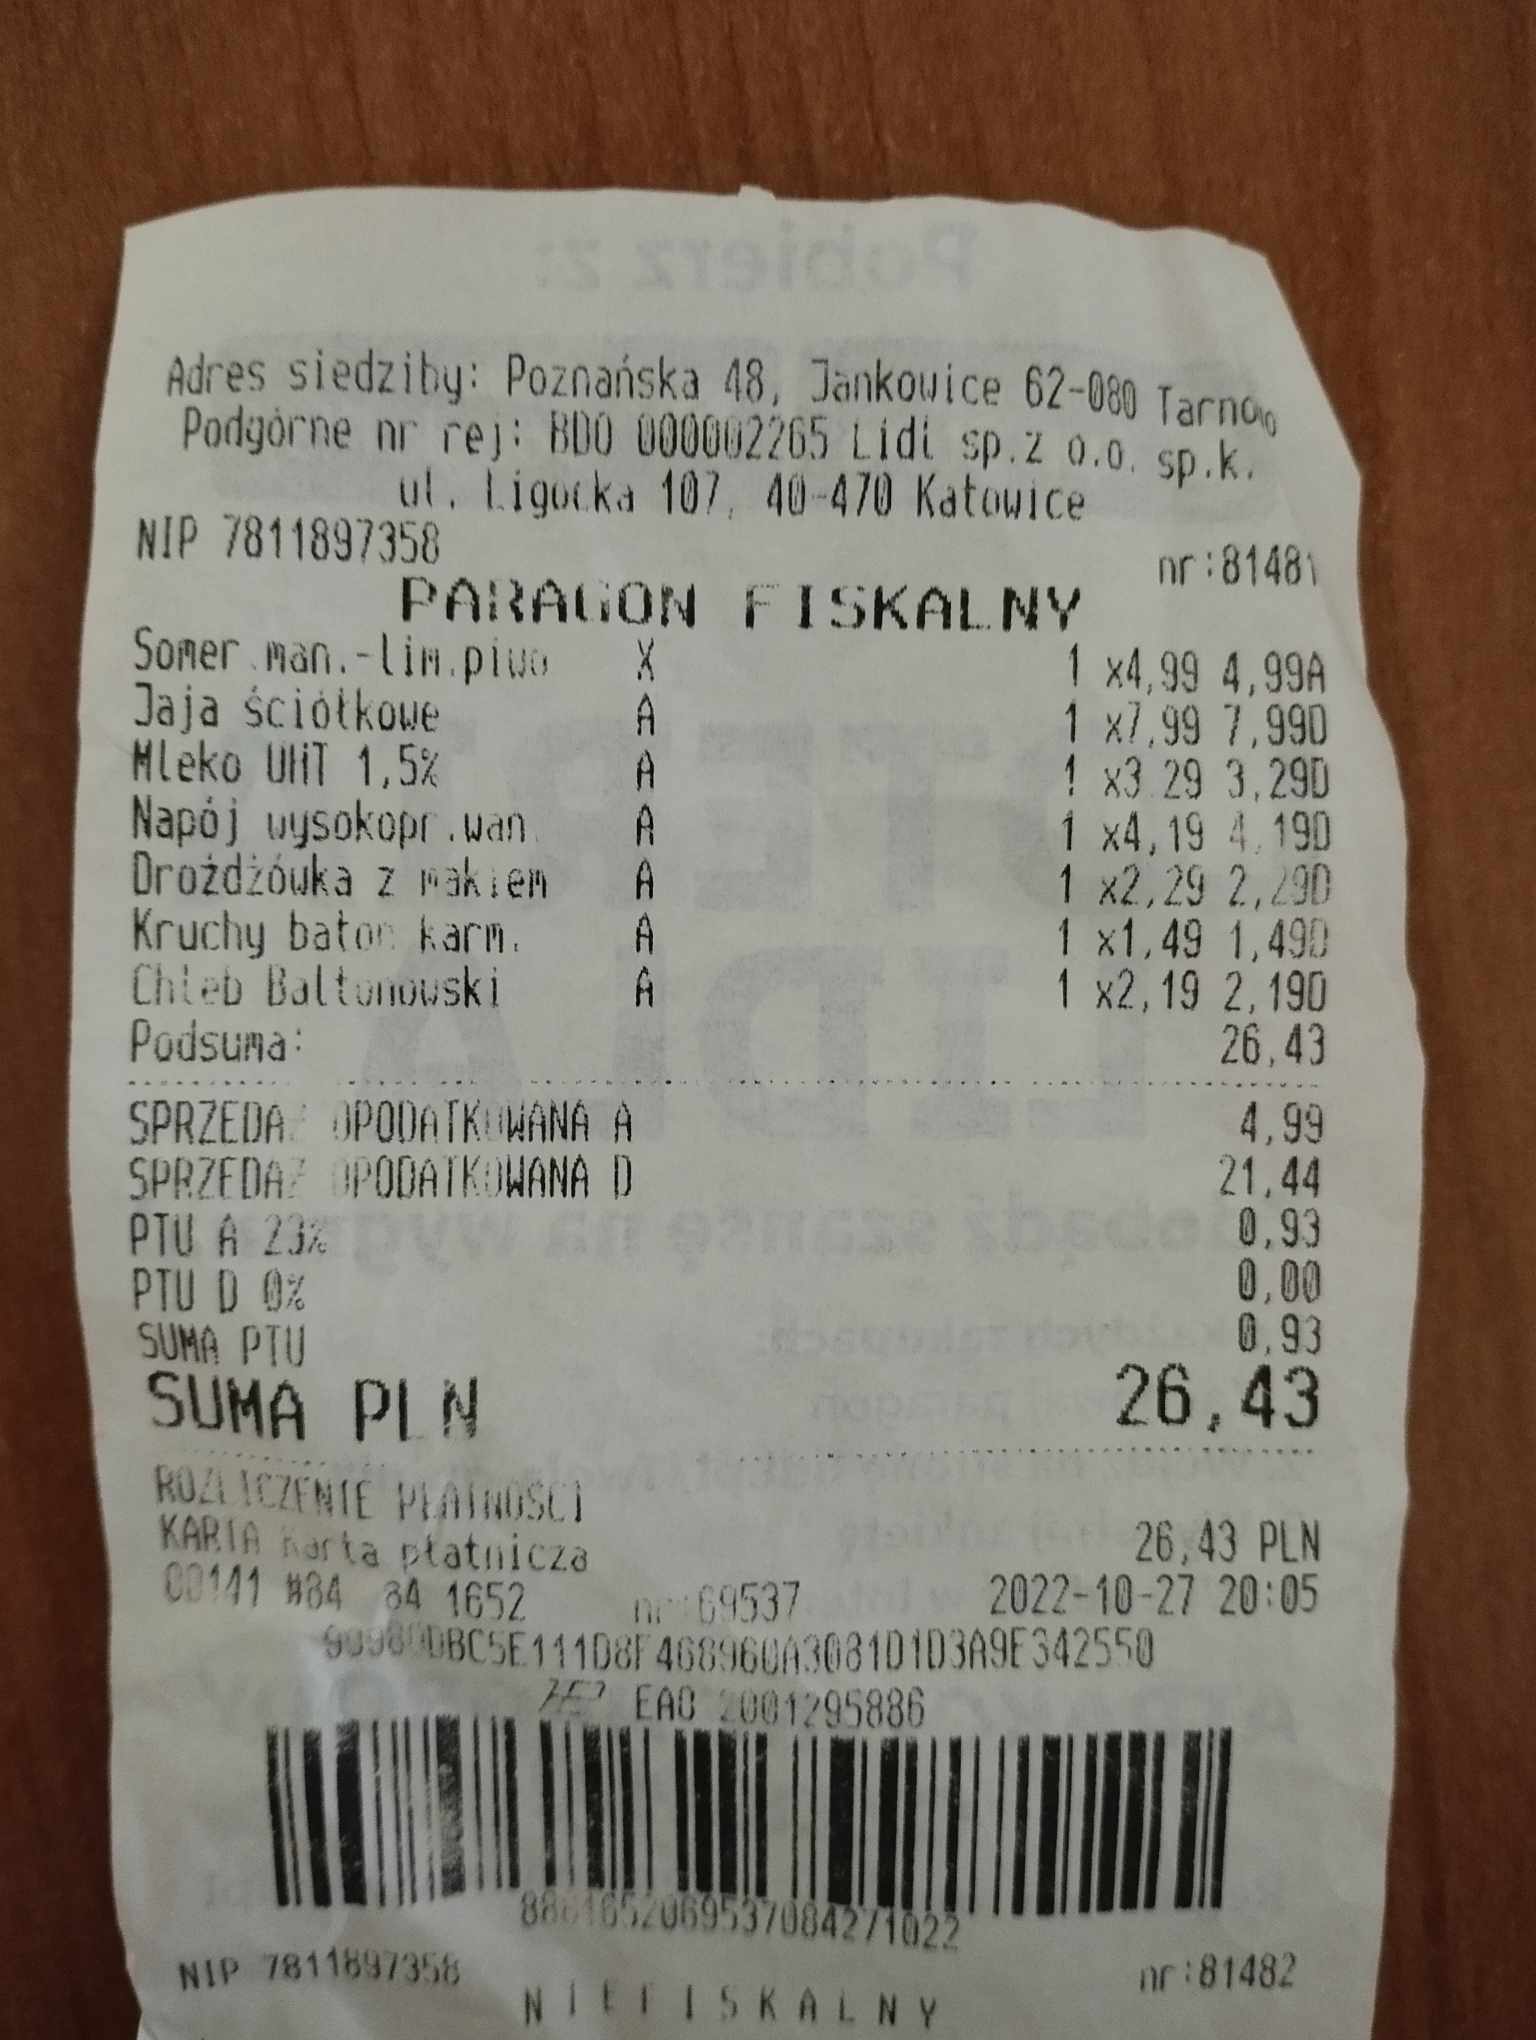 Adres siedziby: Poznańska 48, Jankowice 62-080 Tarnowo
Podgórne nr rej: BDO 000002265 Lidl sp.z o.o. sp.k.
ul. Ligocka 107, 40-470 Katowice
NIP 7811897358 nr:81481
PARAGON FISKALNY
Somer.man.-lim.piwo X 1 x4,99 4,99A
Jaja ściółkowe A 1 x7,99 7,99D
Mleko UHT 1,5% A 1 x3,29 3,29D
Napój wysokopr.wan. A 1 x4,19 4,19D
Drożdżówka z makiem A 1 x2,29 2,29D
Kruchy baton karm. A 1 x1,49 1,49D
Chleb Baltonowski A 1 x2,19 2,19D
Podsuma: 26,43
SPRZEDAŻ OPODATKOWANA A 4,99
SPRZEDAŻ OPODATKOWANA D 21,44
PTU A 23% 0,93
PTU D 0% 0,00
SUMA PTU 0,93
SUMA PLN 26,43
ROZLICZENIE PŁATNOŚCI
KARTA Karta płatnicza 26,43 PLN
00141 #84 84 1652 nr:69537 2022-10-27 20:05
EAO 2001295886
NIP 7811897358 nr:81482
NIEFISKALNY